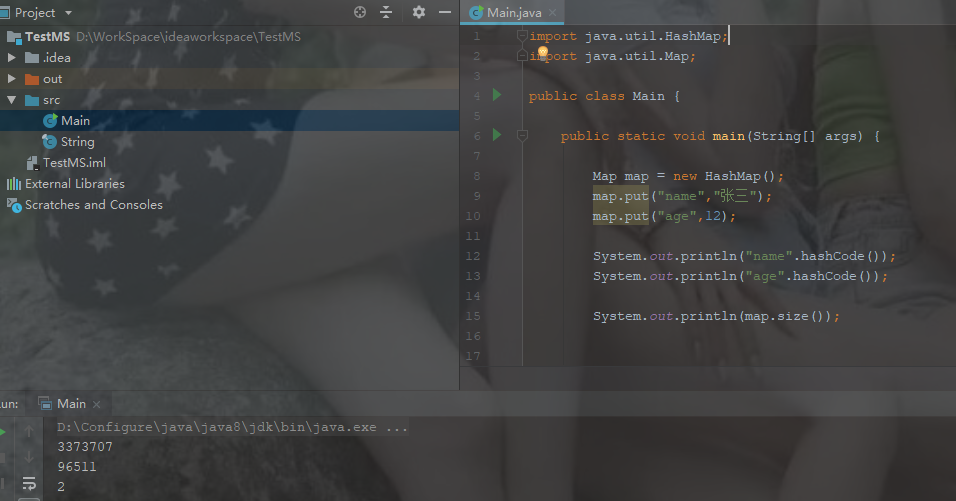 Project
TestMS D:\WorkSpace\ideaworkspace\TestMS
.idea
out
src
Main
String
TestMS.iml
External Libraries
Scratches and Consoles
Main.java
1 import java.util.HashMap;
2 import java.util.Map;
3
4 public class Main {
5
6 public static void main(String[] args) {
7
8 Map map = new HashMap();
9 map.put("name","张三");
10 map.put("age",12);
11
12 System.out.println("name".hashCode());
13 System.out.println("age".hashCode());
14
15 System.out.println(map.size());
16
17
un: Main
D:\Configure\java\java8\jdk\bin\java.exe ...
3373707
96511
2